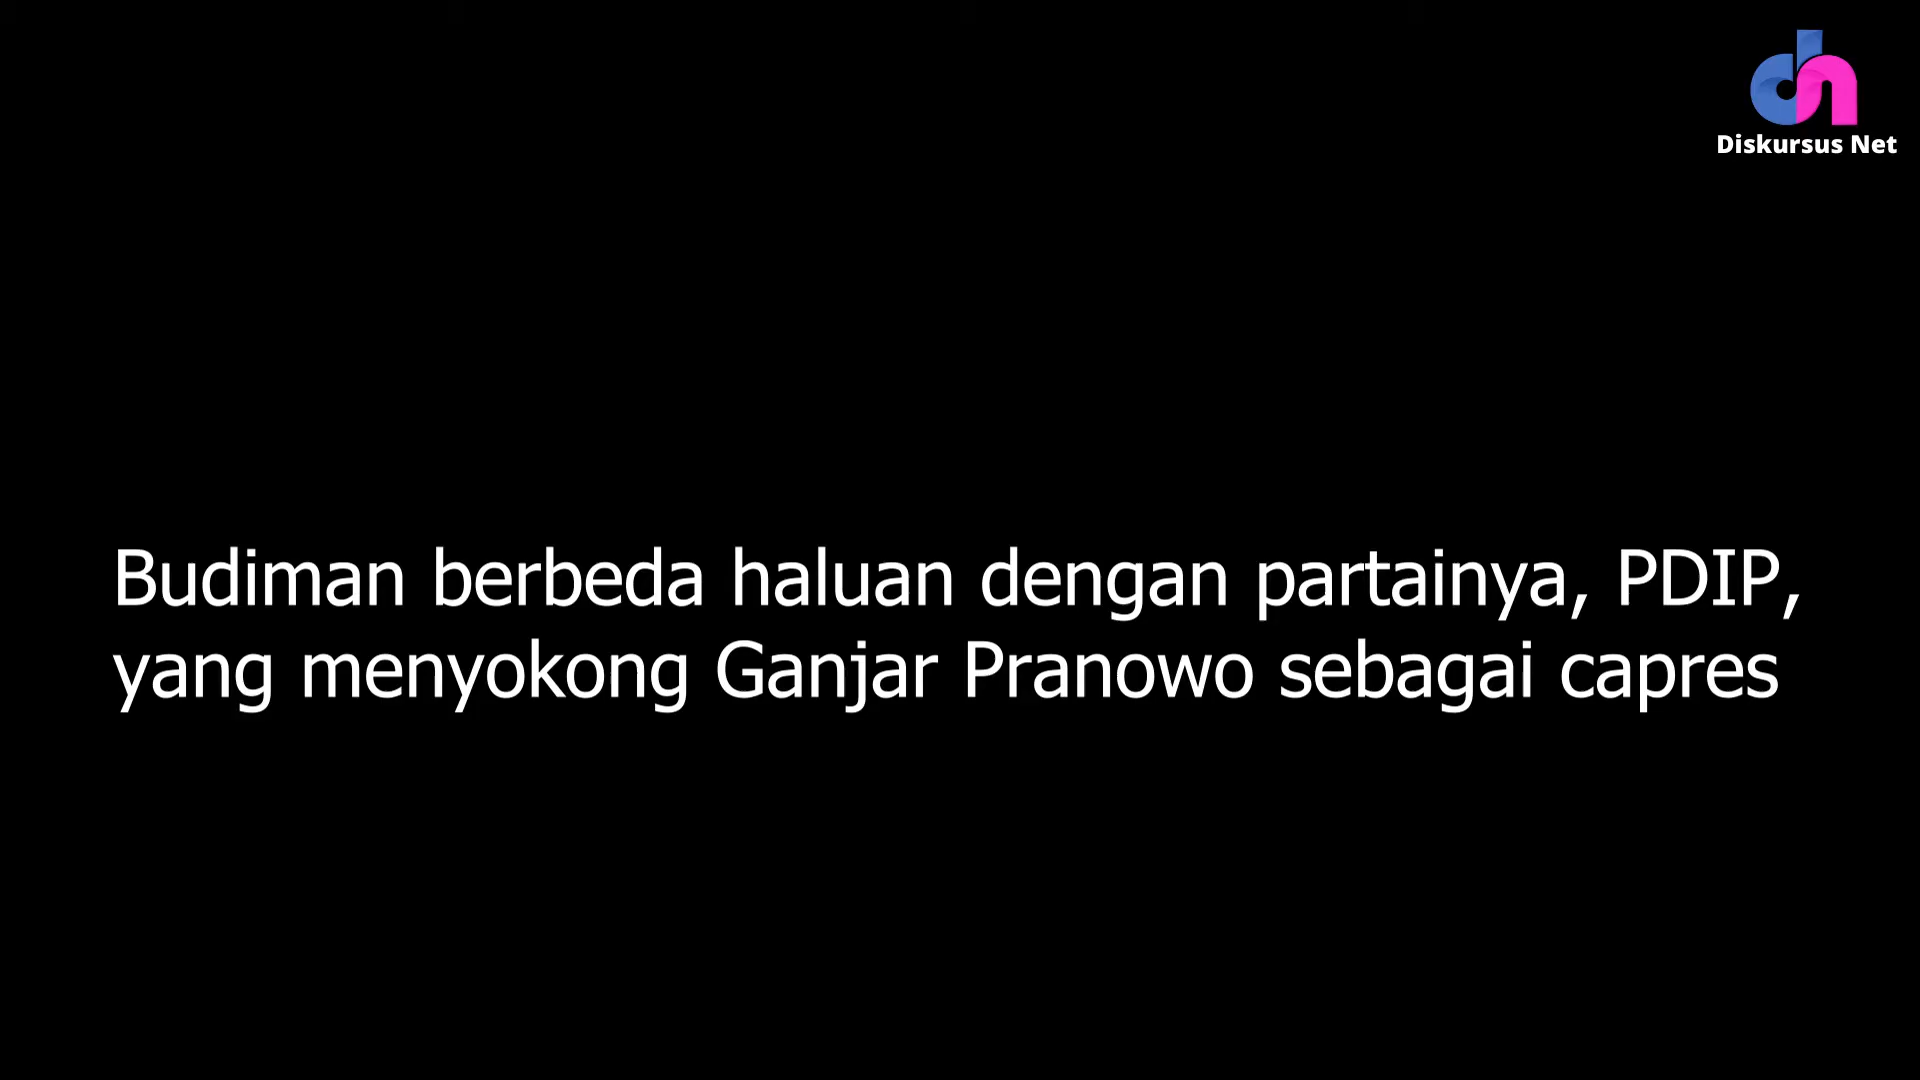 Diskursus Net
Budiman berbeda haluan dengan partainya, PDIP,
yang menyokong Ganjar Pranowo sebagai capres